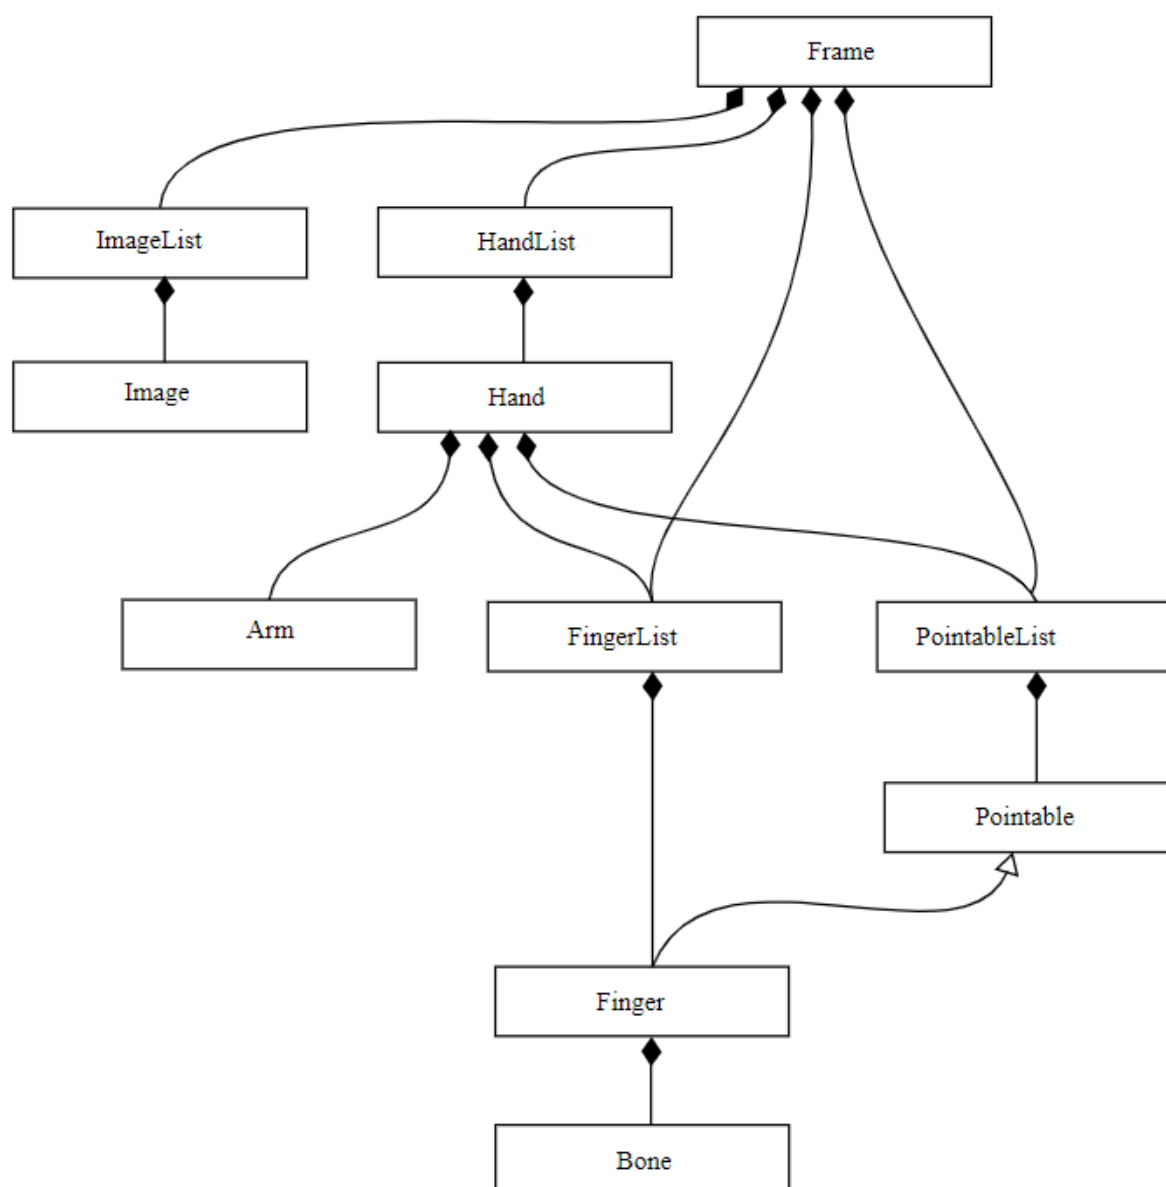 Frame
ImageList
HandList
Image
Hand
Arm
FingerList
PointableList
Pointable
Finger
Bone